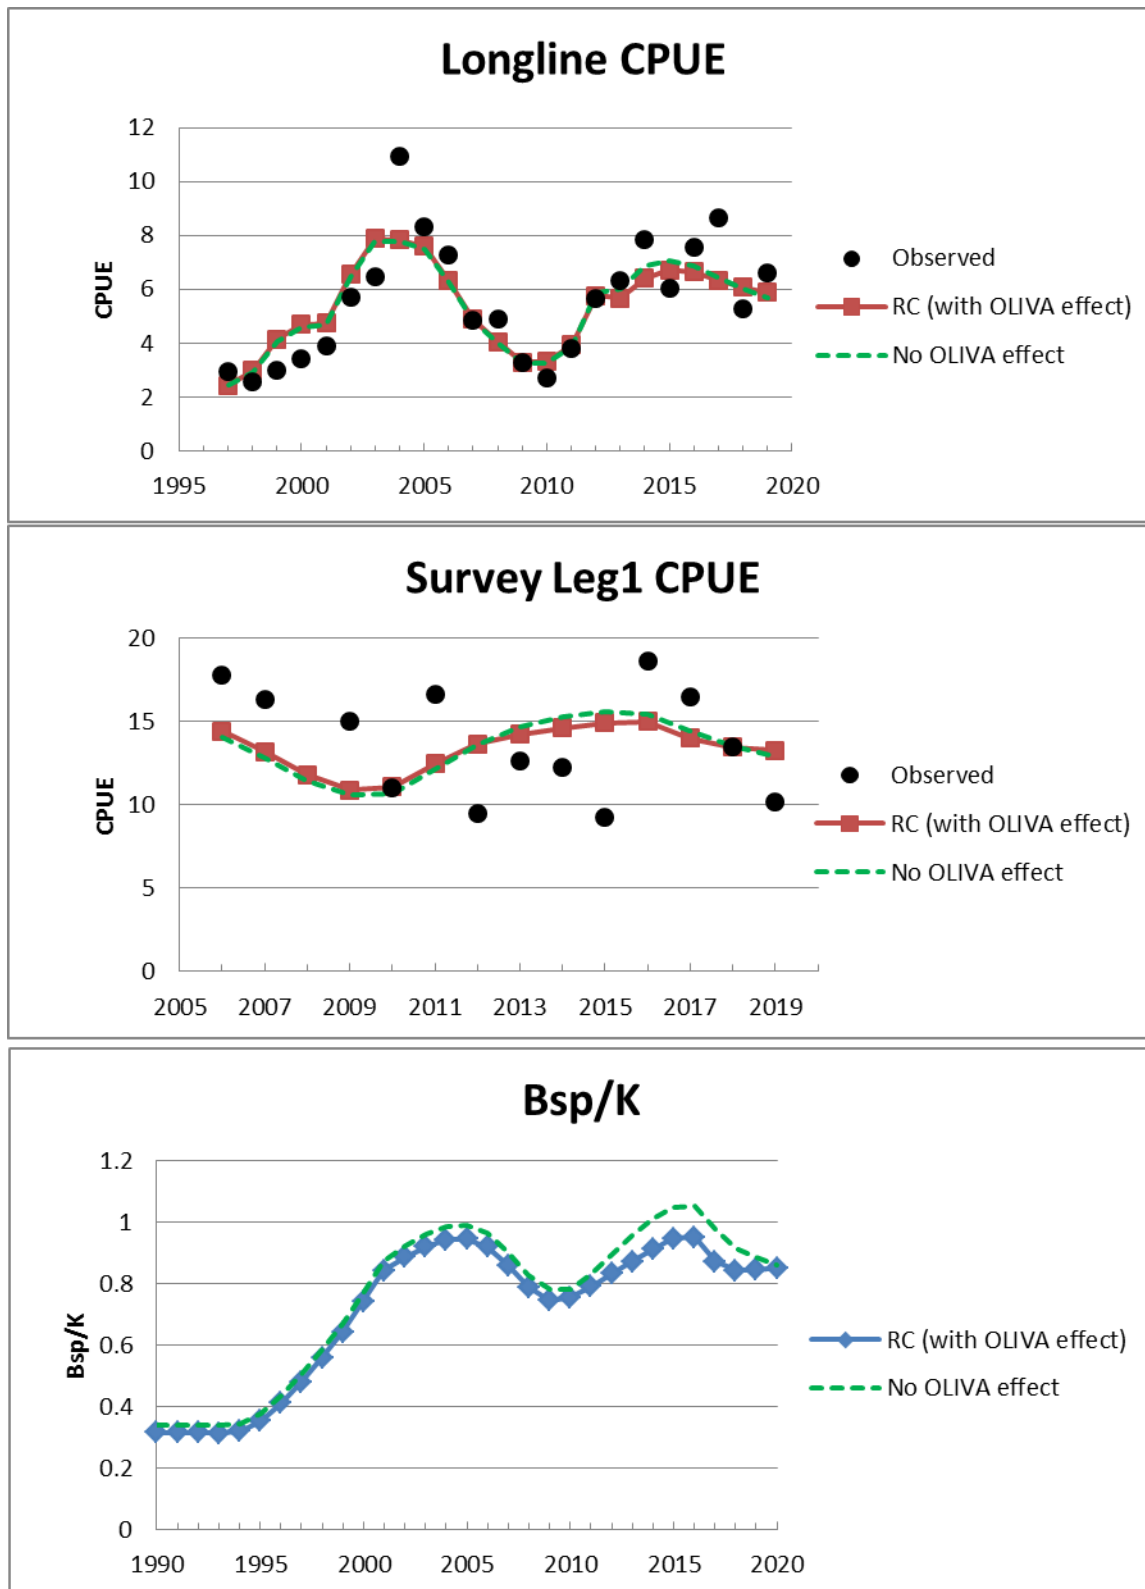 Longline CPUE
12
10
8
6
4
2
0
CPUE
1995 2000 2005 2010 2015 2020
Observed
RC (with OLIVA effect)
No OLIVA effect
Survey Leg1 CPUE
20
15
10
5
0
CPUE
2005 2007 2009 2011 2013 2015 2017 2019
Observed
RC (with OLIVA effect)
No OLIVA effect
Bsp/K
1.2
1
0.8
0.6
0.4
0.2
0
Bsp/K
1990 1995 2000 2005 2010 2015 2020
RC (with OLIVA effect)
No OLIVA effect